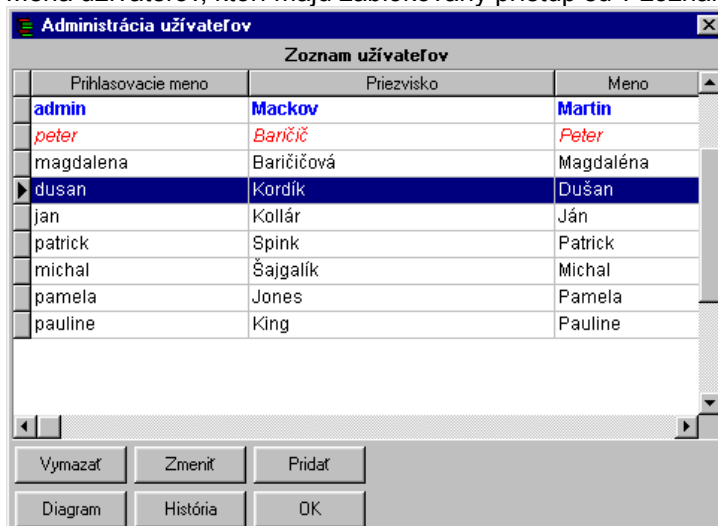 Administrácia užívateľov
Zoznam užívateľov
Prihlasovacie meno Priezvisko Meno
admin Mackov Martin
peter Baričič Peter
magdalena Baričičová Magdaléna
dusan Kordík Dušan
jan Kollár Ján
patrick Spink Patrick
michal Šajgalík Michal
pamela Jones Pamela
pauline King Pauline
Vymazať Zmeniť Pridať
Diagram História OK